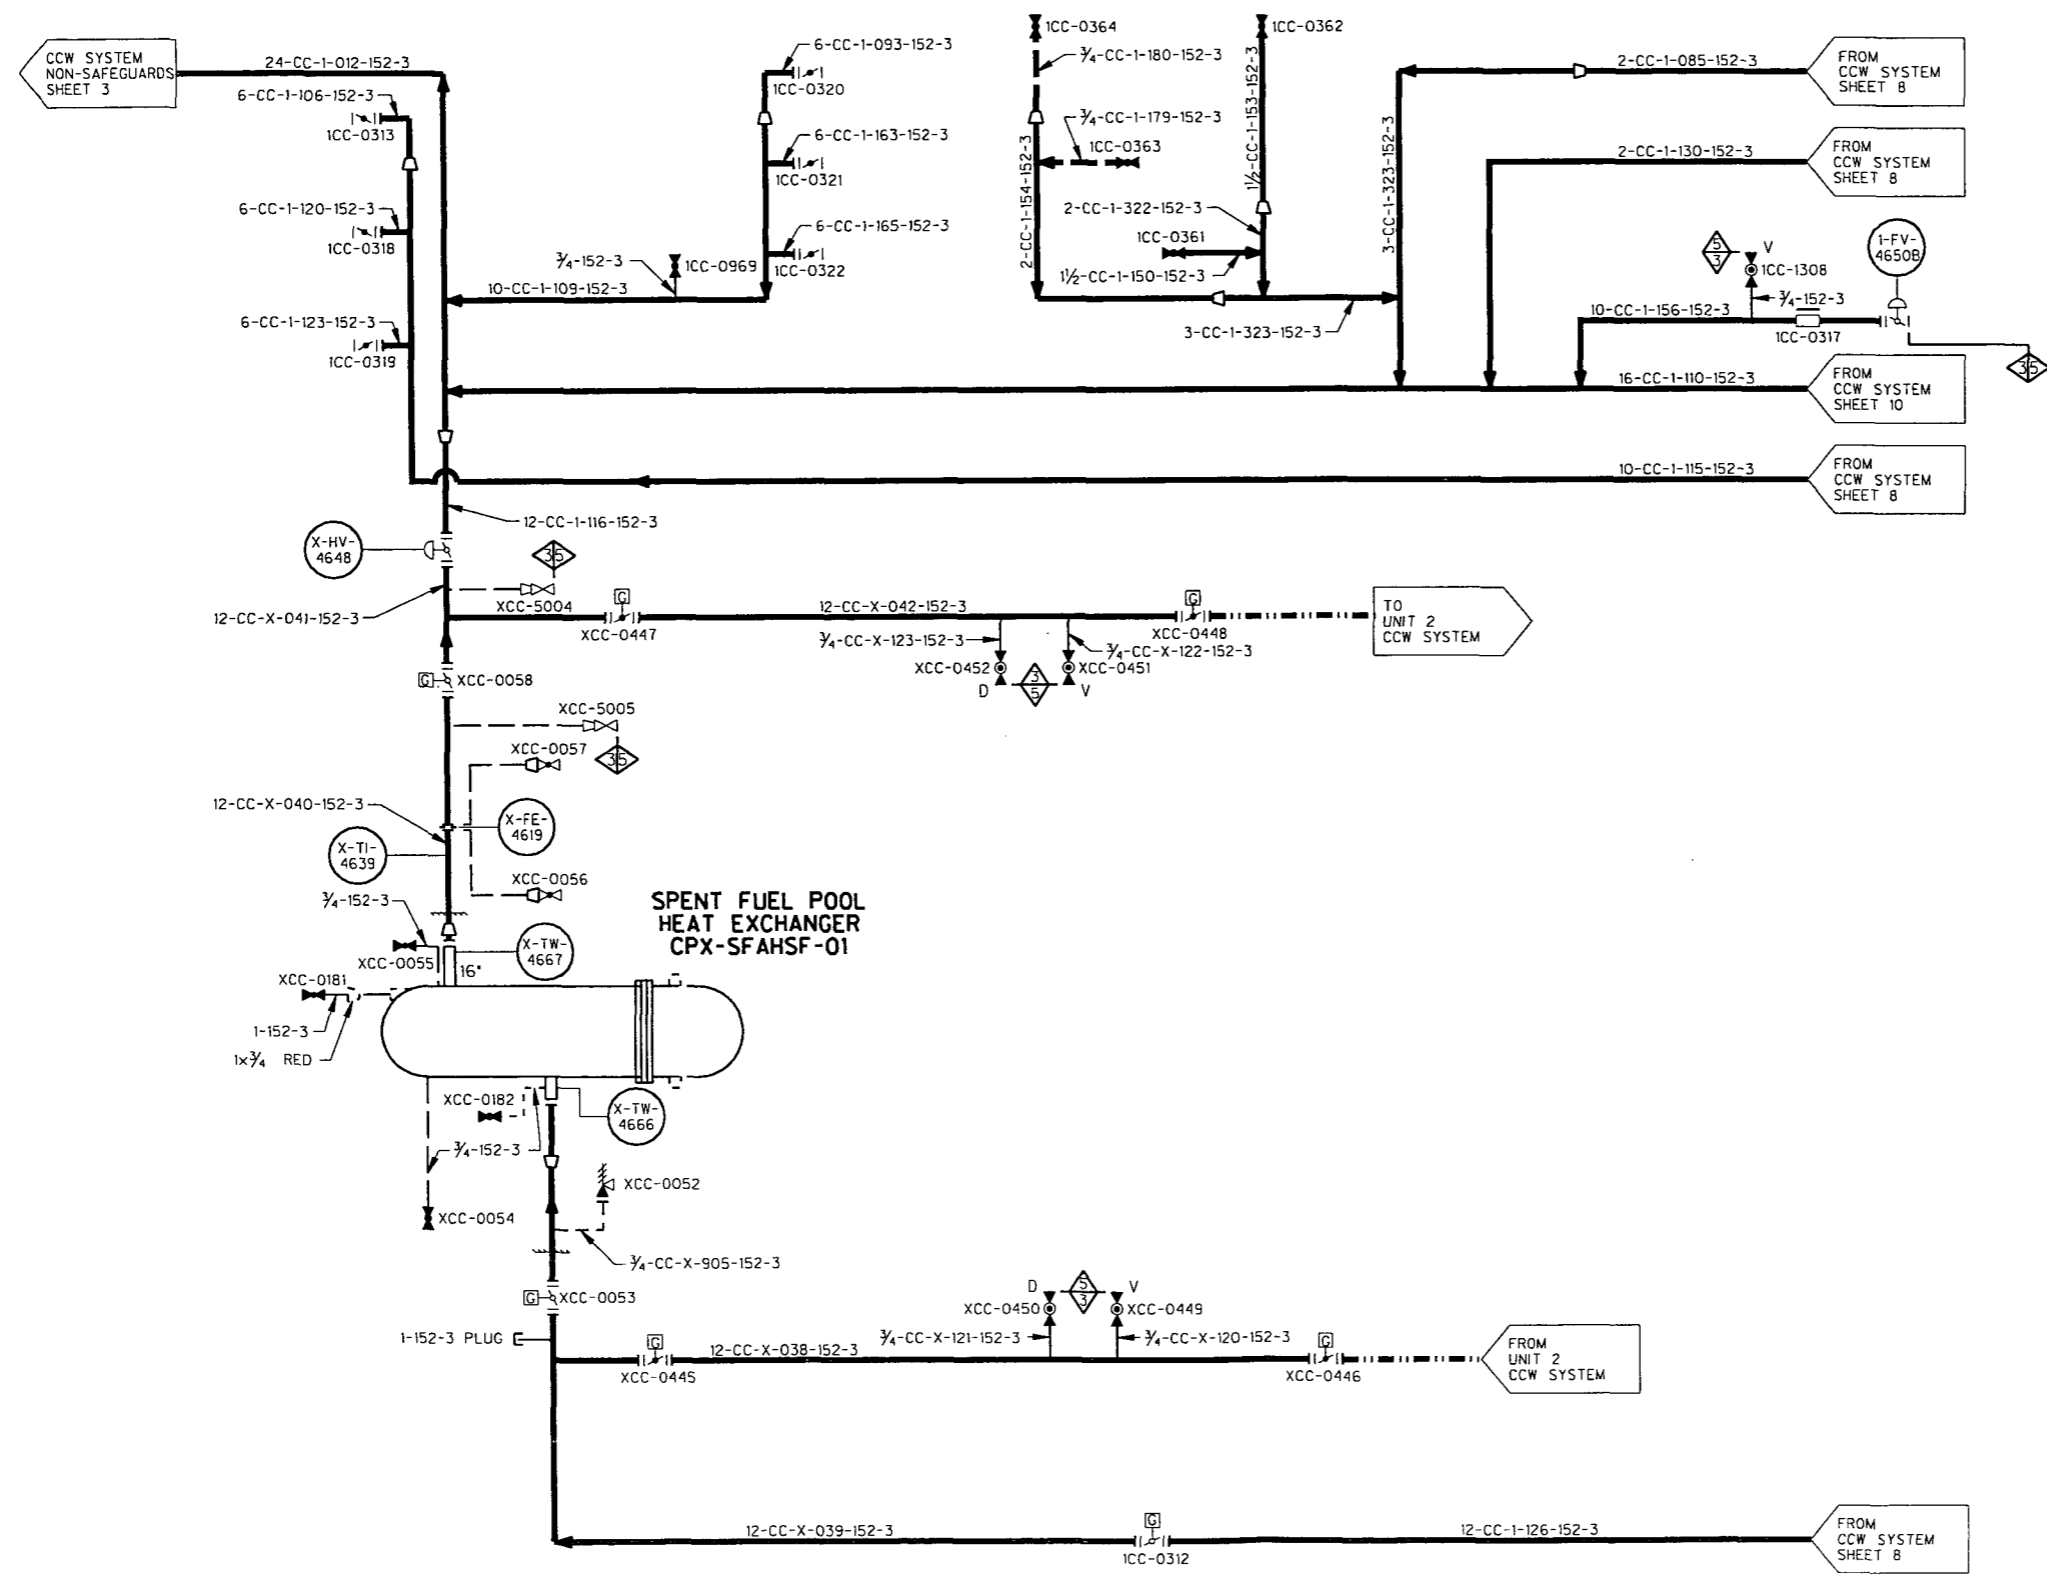 CCW SYSTEM
NON-SAFEGUARDS
SHEET 3
24-CC-1-012-152-3
6-CC-1-106-152-3
1CC-0313
6-CC-1-120-152-3
1CC-0318
6-CC-1-123-152-3
1CC-0319
6-CC-1-093-152-3
1CC-0320
6-CC-1-163-152-3
1CC-0321
6-CC-1-165-152-3
1CC-0322
¾-152-3
1CC-0969
10-CC-1-109-152-3
1CC-0364
¾-CC-1-180-152-3
¾-CC-1-179-152-3
1CC-0363
2-CC-1-154-152-3
1CC-0362
1½-CC-1-153-152-3
2-CC-1-322-152-3
1CC-0361
1½-CC-1-150-152-3
3-CC-1-323-152-3
3-CC-1-323-152-3
2-CC-1-085-152-3
FROM
CCW SYSTEM
SHEET 8
2-CC-1-130-152-3
FROM
CCW SYSTEM
SHEET 8
5
3
V
1CC-1308
¾-152-3
1-FV-
4650B
10-CC-1-156-152-3
1CC-0317
35
16-CC-1-110-152-3
FROM
CCW SYSTEM
SHEET 10
10-CC-1-115-152-3
FROM
CCW SYSTEM
SHEET 8
12-CC-1-116-152-3
X-HV-
4648
35
XCC-5004
12-CC-X-041-152-3
G
XCC-0447
12-CC-X-042-152-3
G
XCC-0448
TO
UNIT 2
CCW SYSTEM
¾-CC-X-123-152-3
¾-CC-X-122-152-3
XCC-0452
XCC-0451
D
3
5
V
G
XCC-0058
XCC-5005
35
XCC-0057
12-CC-X-040-152-3
X-FE-
4619
X-TI-
4639
XCC-0056
¾-152-3
XCC-0055
16"
X-TW-
4667
SPENT FUEL POOL
HEAT EXCHANGER
CPX-SFAHSF-01
XCC-0181
1-152-3
1x¾ RED
XCC-0182
X-TW-
4666
¾-152-3
XCC-0054
XCC-0052
¾-CC-X-905-152-3
G
XCC-0053
1-152-3 PLUG
G
XCC-0445
12-CC-X-038-152-3
D
5
3
V
XCC-0450
XCC-0449
¾-CC-X-121-152-3
¾-CC-X-120-152-3
G
XCC-0446
FROM
UNIT 2
CCW SYSTEM
12-CC-X-039-152-3
G
1CC-0312
12-CC-1-126-152-3
FROM
CCW SYSTEM
SHEET 8